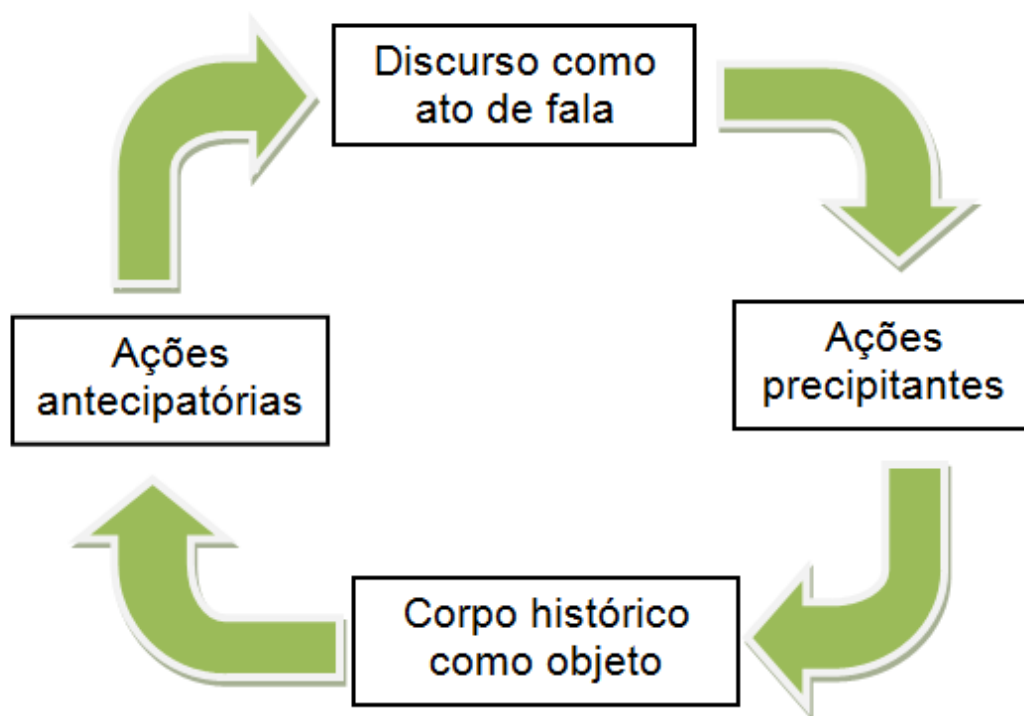 Discurso como
ato de fala
Ações
precipitantes
Corpo histórico
como objeto
Ações
antecipatórias